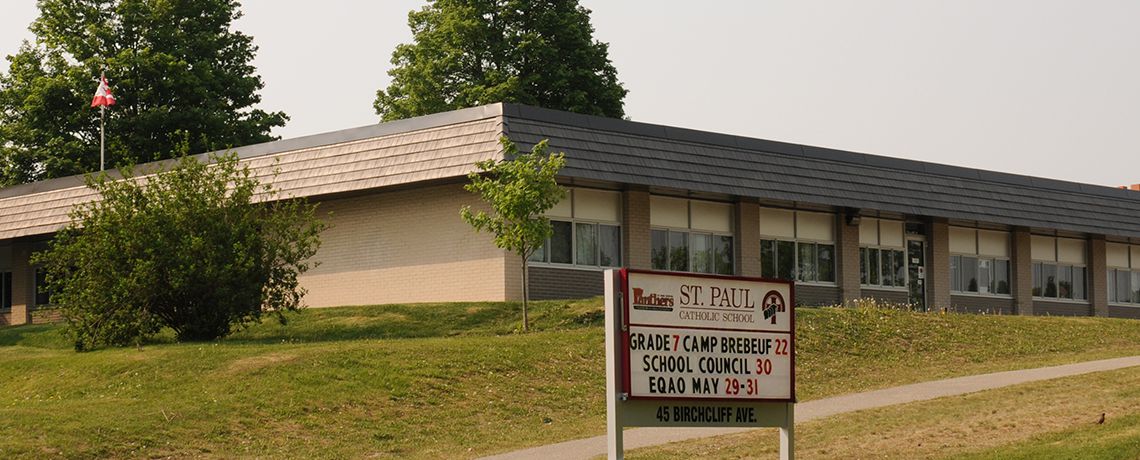 Panthers
ST. PAUL
CATHOLIC SCHOOL
GRADE 7 CAMP BREBEUF 22
SCHOOL COUNCIL 30
EQAO MAY 29-31
45 BIRCHCLIFF AVE.